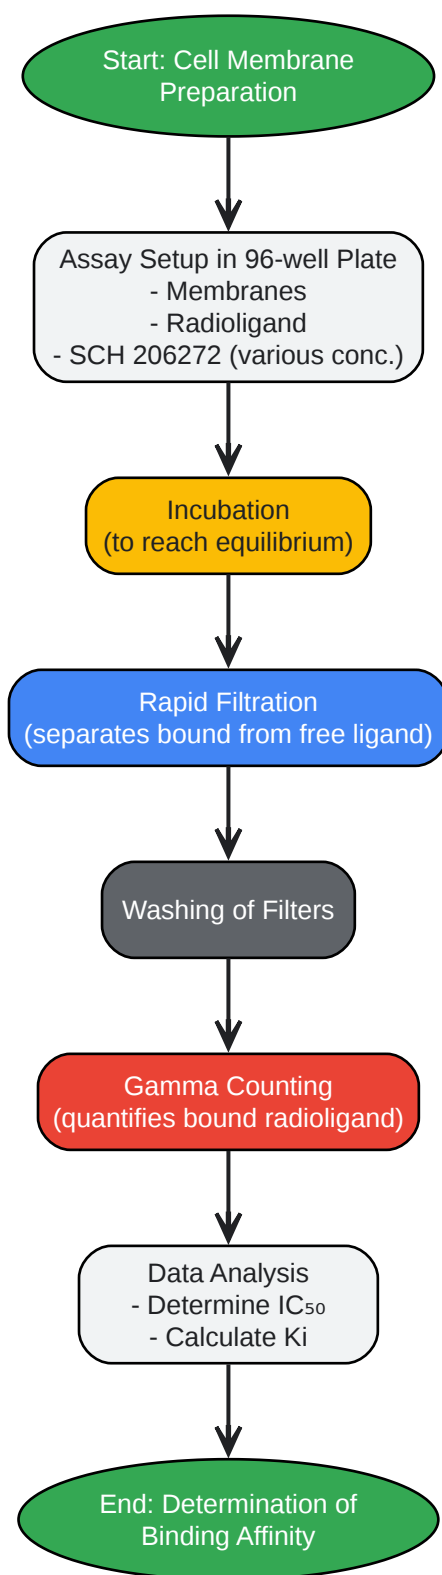 Start: Cell Membrane
Preparation
Assay Setup in 96-well Plate
- Membranes
- Radioligand
- SCH 206272 (various conc.)
Incubation
(to reach equilibrium)
Rapid Filtration
(separates bound from free ligand)
Washing of Filters
Gamma Counting
(quantifies bound radioligand)
Data Analysis
- Determine IC₅₀
- Calculate Ki
End: Determination of
Binding Affinity